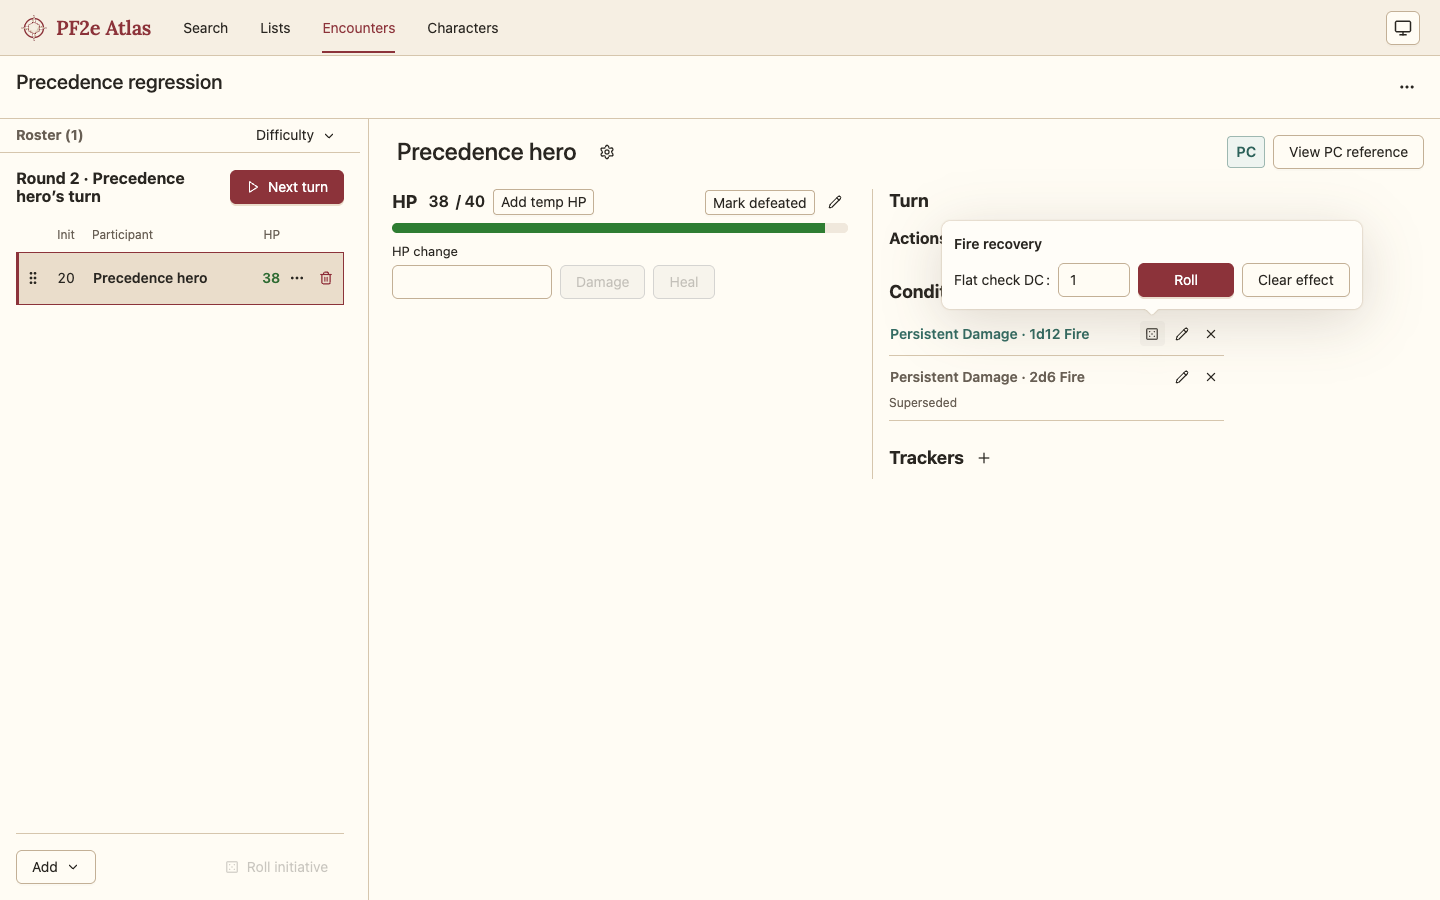 PF2e Atlas
Search
Lists
Encounters
Characters
Precedence regression
Roster (1)
Difficulty
Round 2 · Precedence
hero’s turn
Next turn
Init
Participant
HP
20
Precedence hero
38
Add
Roll initiative
Precedence hero
PC
View PC reference
HP
38 / 40
Add temp HP
Mark defeated
HP change
Damage
Heal
Turn
Actions
Fire recovery
Flat check DC:
1
Roll
Clear effect
Condit
Persistent Damage · 1d12 Fire
Persistent Damage · 2d6 Fire
Superseded
Trackers